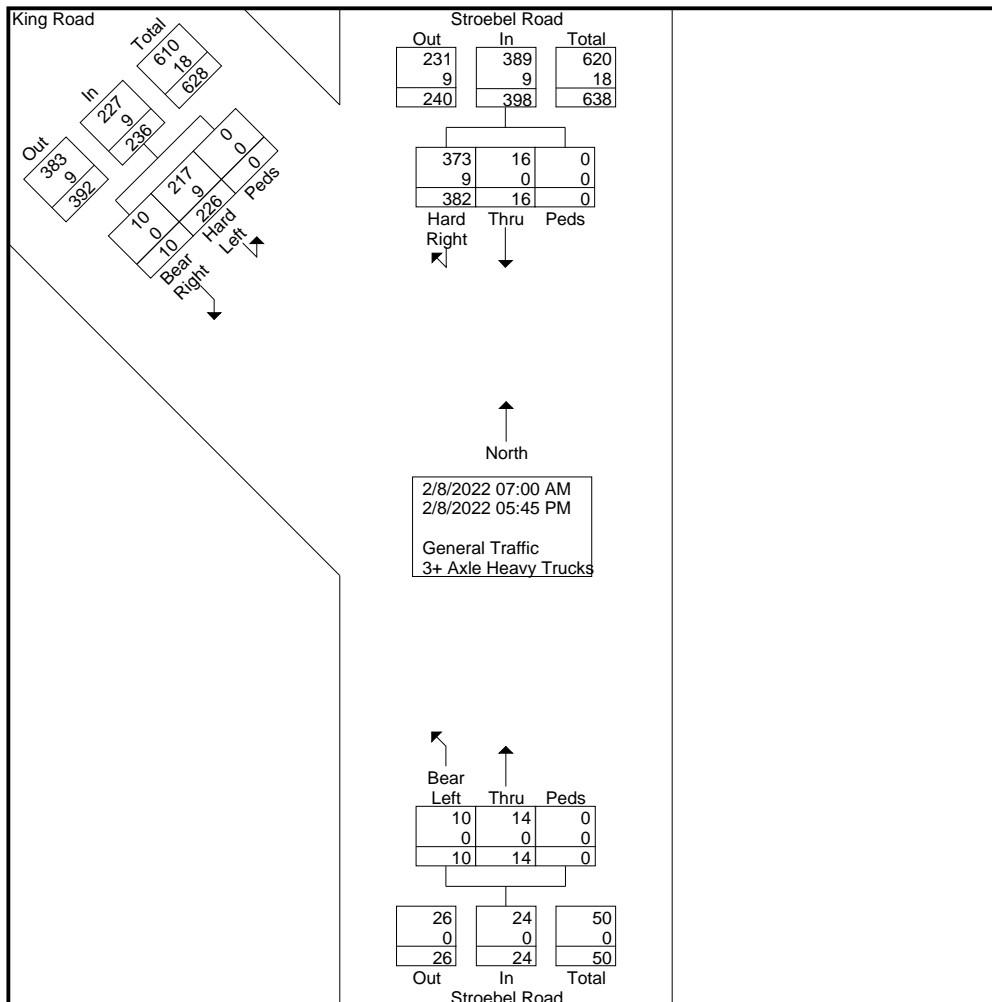 King Road
Total
610
18
628
In
227
9
236
Out
383
9
392
10 217 0
0 9 0
10 226 0
Bear Right
Hard Left
Peds
Stroebel Road
Out In Total
231 389 620
9 9 18
240 398 638
373 16 0
9 0 0
382 16 0
Hard Thru Peds
Right
North
2/8/2022 07:00 AM
2/8/2022 05:45 PM
General Traffic
3+ Axle Heavy Trucks
Bear
Left Thru Peds
10 14 0
0 0 0
10 14 0
26 24 50
0 0 0
26 24 50
Out In Total
Stroebel Road